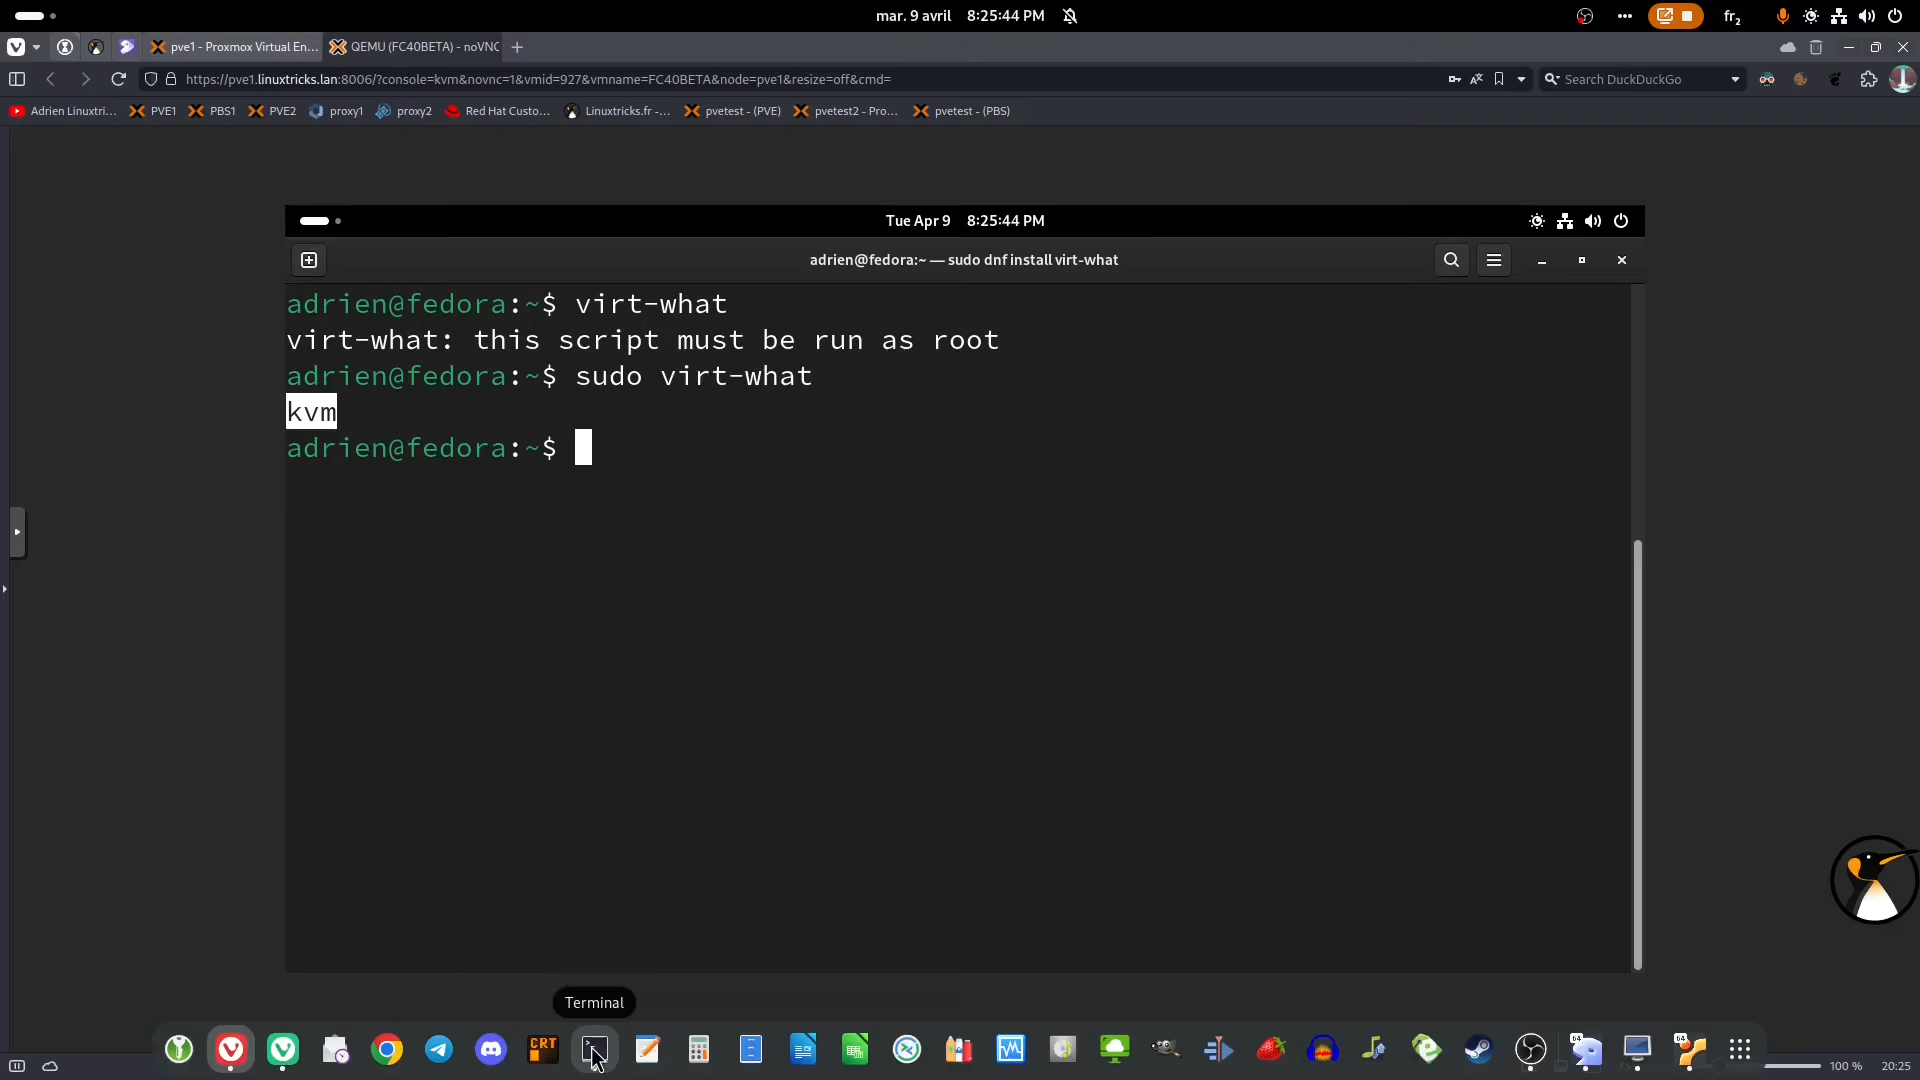 mar. 9 avril 8:25:44 PM
fr₂
pve1 - Proxmox Virtual En...
QEMU (FC40BETA) - noVNC
https://pve1.linuxtricks.lan:8006/?console=kvm&novnc=1&vmid=927&vmname=FC40BETA&node=pve1&resize=off&cmd=
Search DuckDuckGo
Adrien Linuxtri...
PVE1
PBS1
PVE2
proxy1
proxy2
Red Hat Custo...
Linuxtricks.fr -...
pvetest - (PVE)
pvetest2 - Pro...
pvetest - (PBS)
Tue Apr 9 8:25:44 PM
adrien@fedora:~ — sudo dnf install virt-what
adrien@fedora:~$ virt-what
virt-what: this script must be run as root
adrien@fedora:~$ sudo virt-what
kvm
adrien@fedora:~$
Terminal
CRT
64
64
100 %
20:25